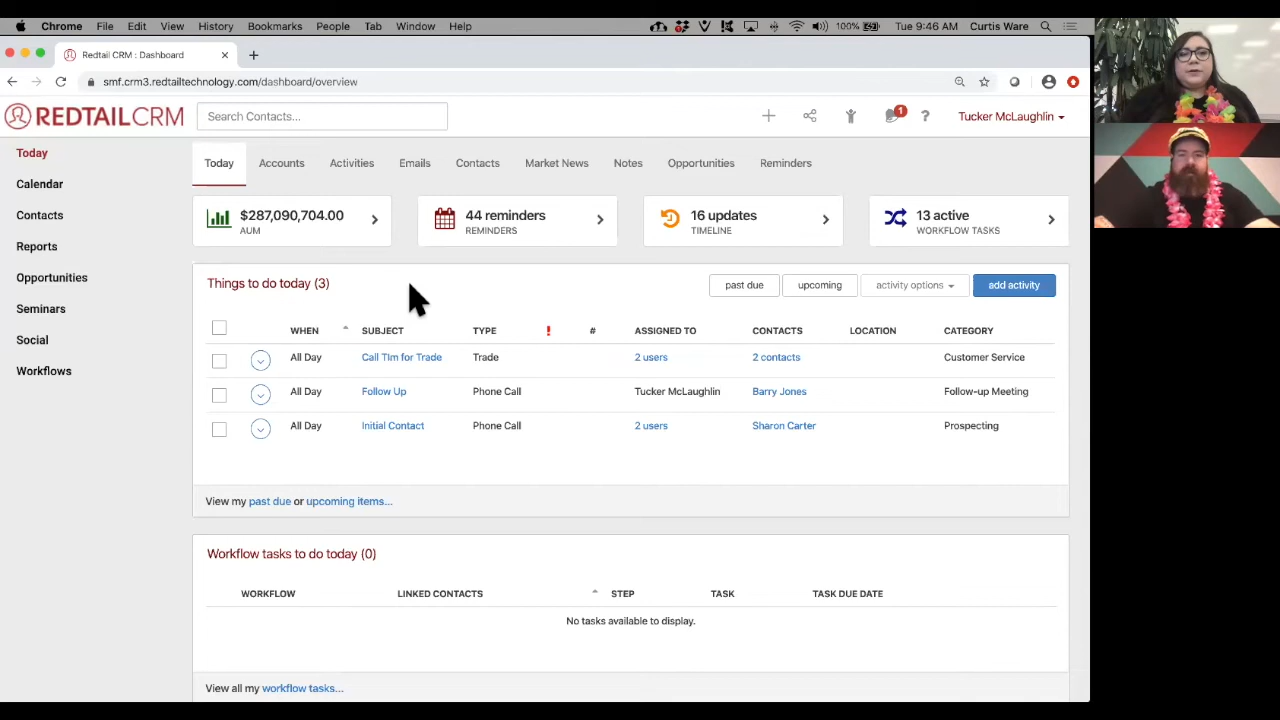 Chrome File Edit View History Bookmarks People Tab Window Help 100% Tue 9:46 AM Curtis Ware
Redtail CRM : Dashboard
smf.crm3.redtailtechnology.com/dashboard/overview
REDTAILCRM Search Contacts... 1 ? Tucker McLaughlin
Today
Calendar
Contacts
Reports
Opportunities
Seminars
Social
Workflows
Today Accounts Activities Emails Contacts Market News Notes Opportunities Reminders
$287,090,704.00
AUM
44 reminders
REMINDERS
16 updates
TIMELINE
13 active
WORKFLOW TASKS
Things to do today (3) past due upcoming activity options add activity
WHEN SUBJECT TYPE ! # ASSIGNED TO CONTACTS LOCATION CATEGORY
All Day Call TIm for Trade Trade 2 users 2 contacts Customer Service
All Day Follow Up Phone Call Tucker McLaughlin Barry Jones Follow-up Meeting
All Day Initial Contact Phone Call 2 users Sharon Carter Prospecting
View my past due or upcoming items...
Workflow tasks to do today (0)
WORKFLOW LINKED CONTACTS STEP TASK TASK DUE DATE
No tasks available to display.
View all my workflow tasks...